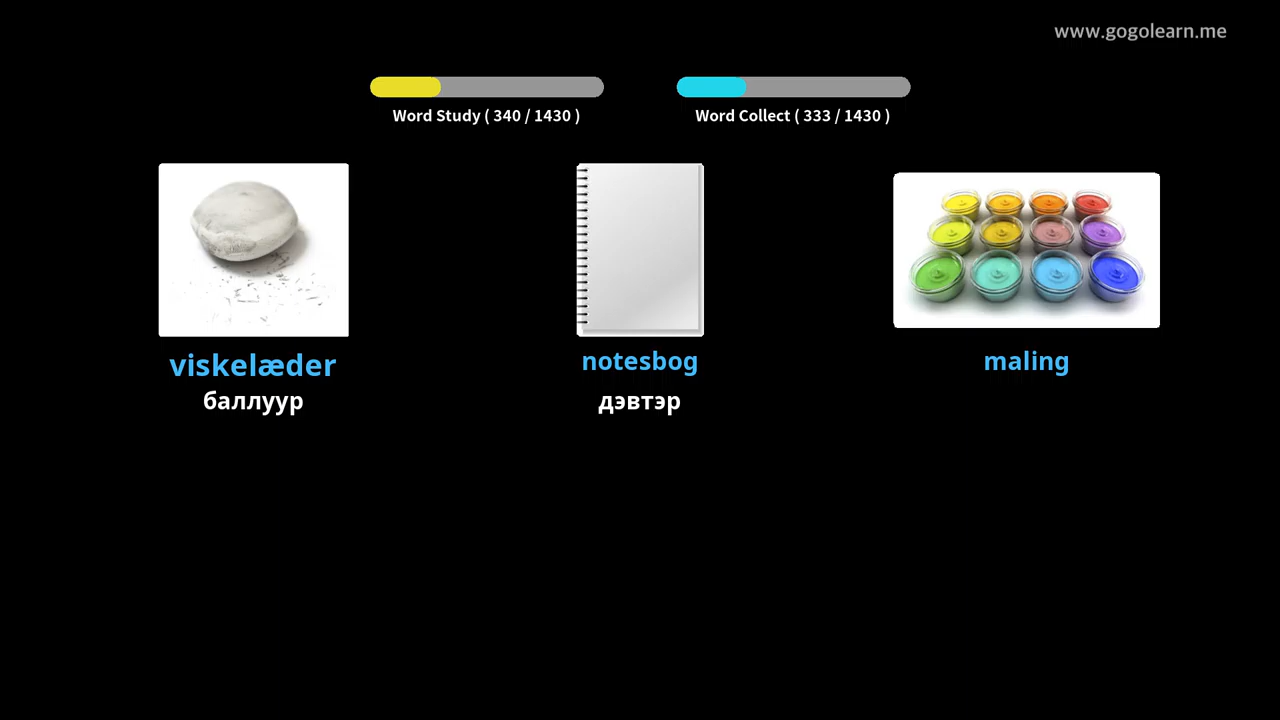 www.gogolearn.me
Word Study ( 340 / 1430 )
Word Collect ( 333 / 1430 )
viskelæder
notesbog
maling
баллуур
дэвтэр